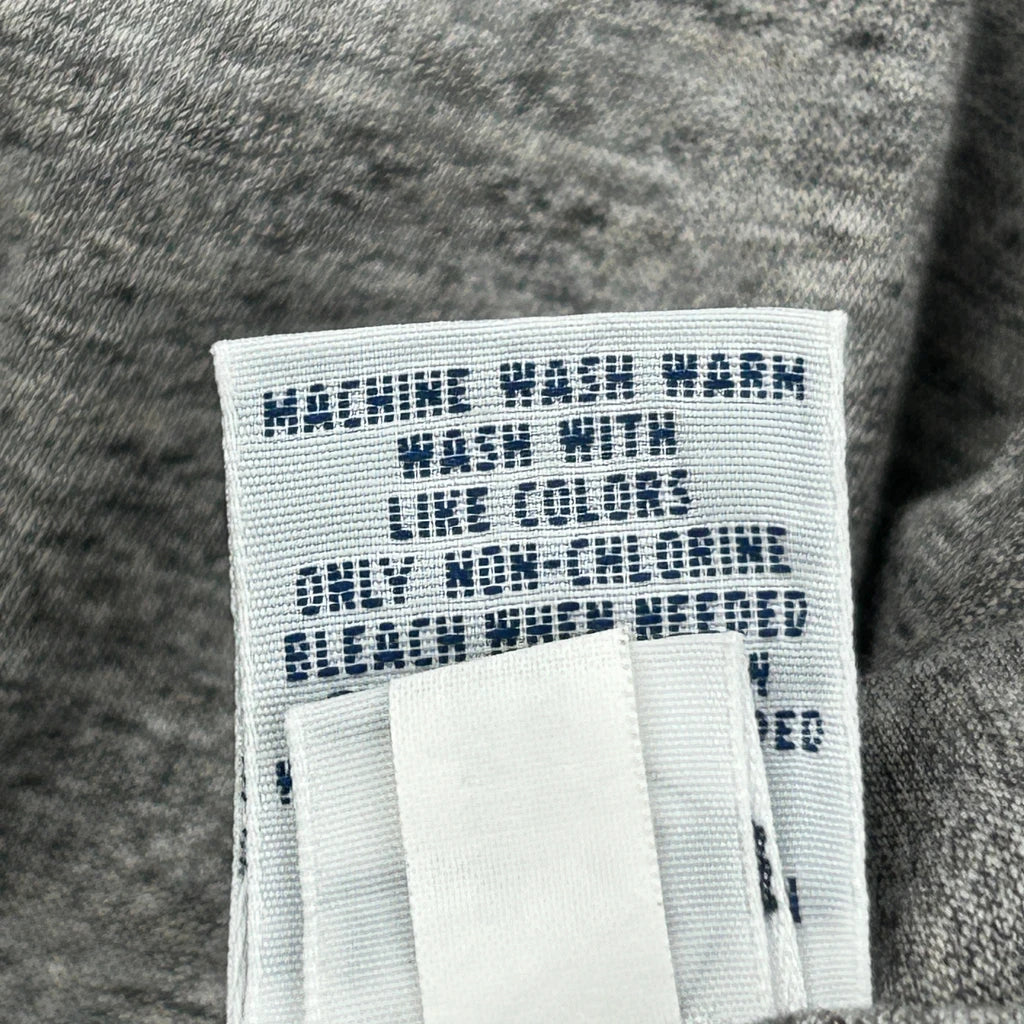 MACHINE WASH WARM
WASH WITH
LIKE COLORS
ONLY NON-CHLORINE
BLEACH WHEN NEEDED